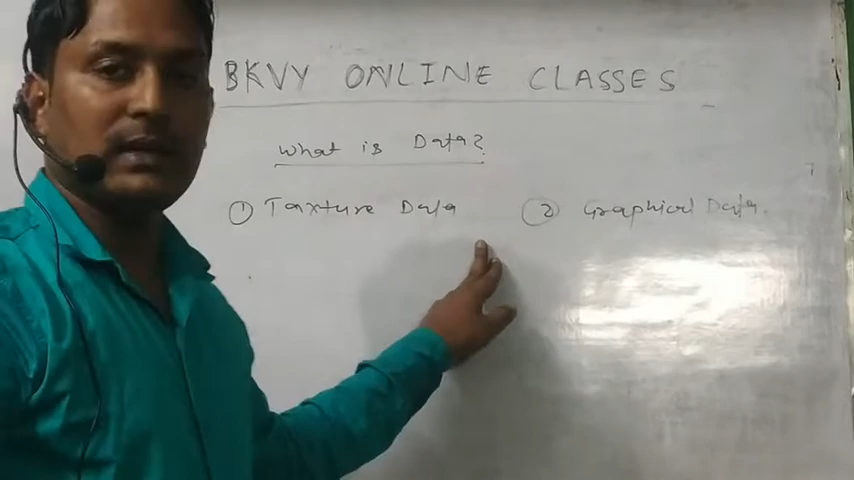 BKVY ONLINE CLASSES
What is Data?
① Taxture Data ② Graphical Data.